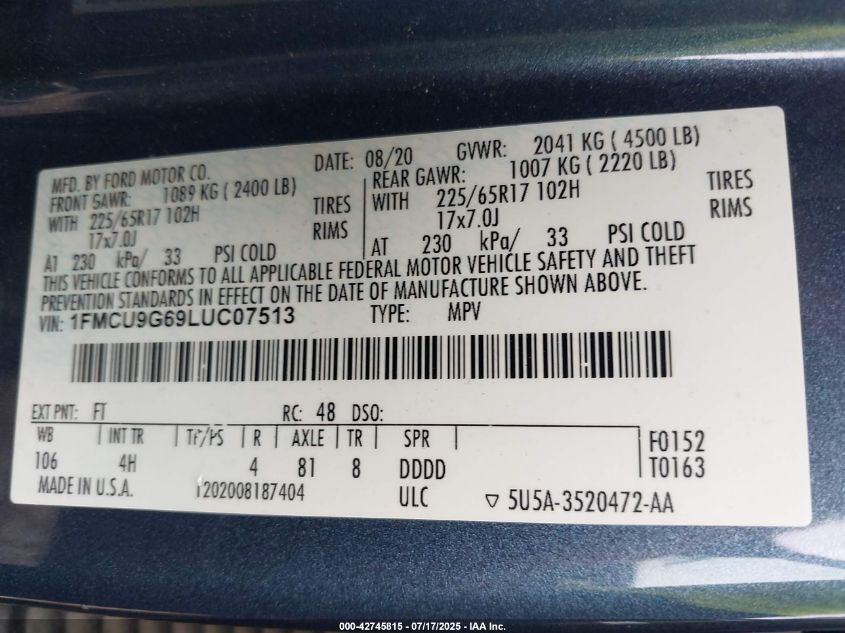 MFD. BY FORD MOTOR CO.
DATE: 08/20 GVWR: 2041 KG ( 4500 LB)
FRONT GAWR: 1089 KG ( 2400 LB)
WITH 225/65R17 102H TIRES
17x7.0J RIMS
AT 230 kPa/ 33 PSI COLD
REAR GAWR: 1007 KG ( 2220 LB)
WITH 225/65R17 102H TIRES
17x7.0J RIMS
AT 230 kPa/ 33 PSI COLD
THIS VEHICLE CONFORMS TO ALL APPLICABLE FEDERAL MOTOR VEHICLE SAFETY AND THEFT
PREVENTION STANDARDS IN EFFECT ON THE DATE OF MANUFACTURE SHOWN ABOVE.
VIN: 1FMCU9G69LUC07513 TYPE: MPV
EXT PNT: FT RC: 48 DSO:
WB INT TR TP/PS R AXLE TR SPR F0152
106 4H 4 81 8 DDDD T0163
MADE IN U.S.A. 202008187404 ULC ▽ 5U5A-3520472-AA
000-42745815 - 07/17/2025 - IAA Inc.